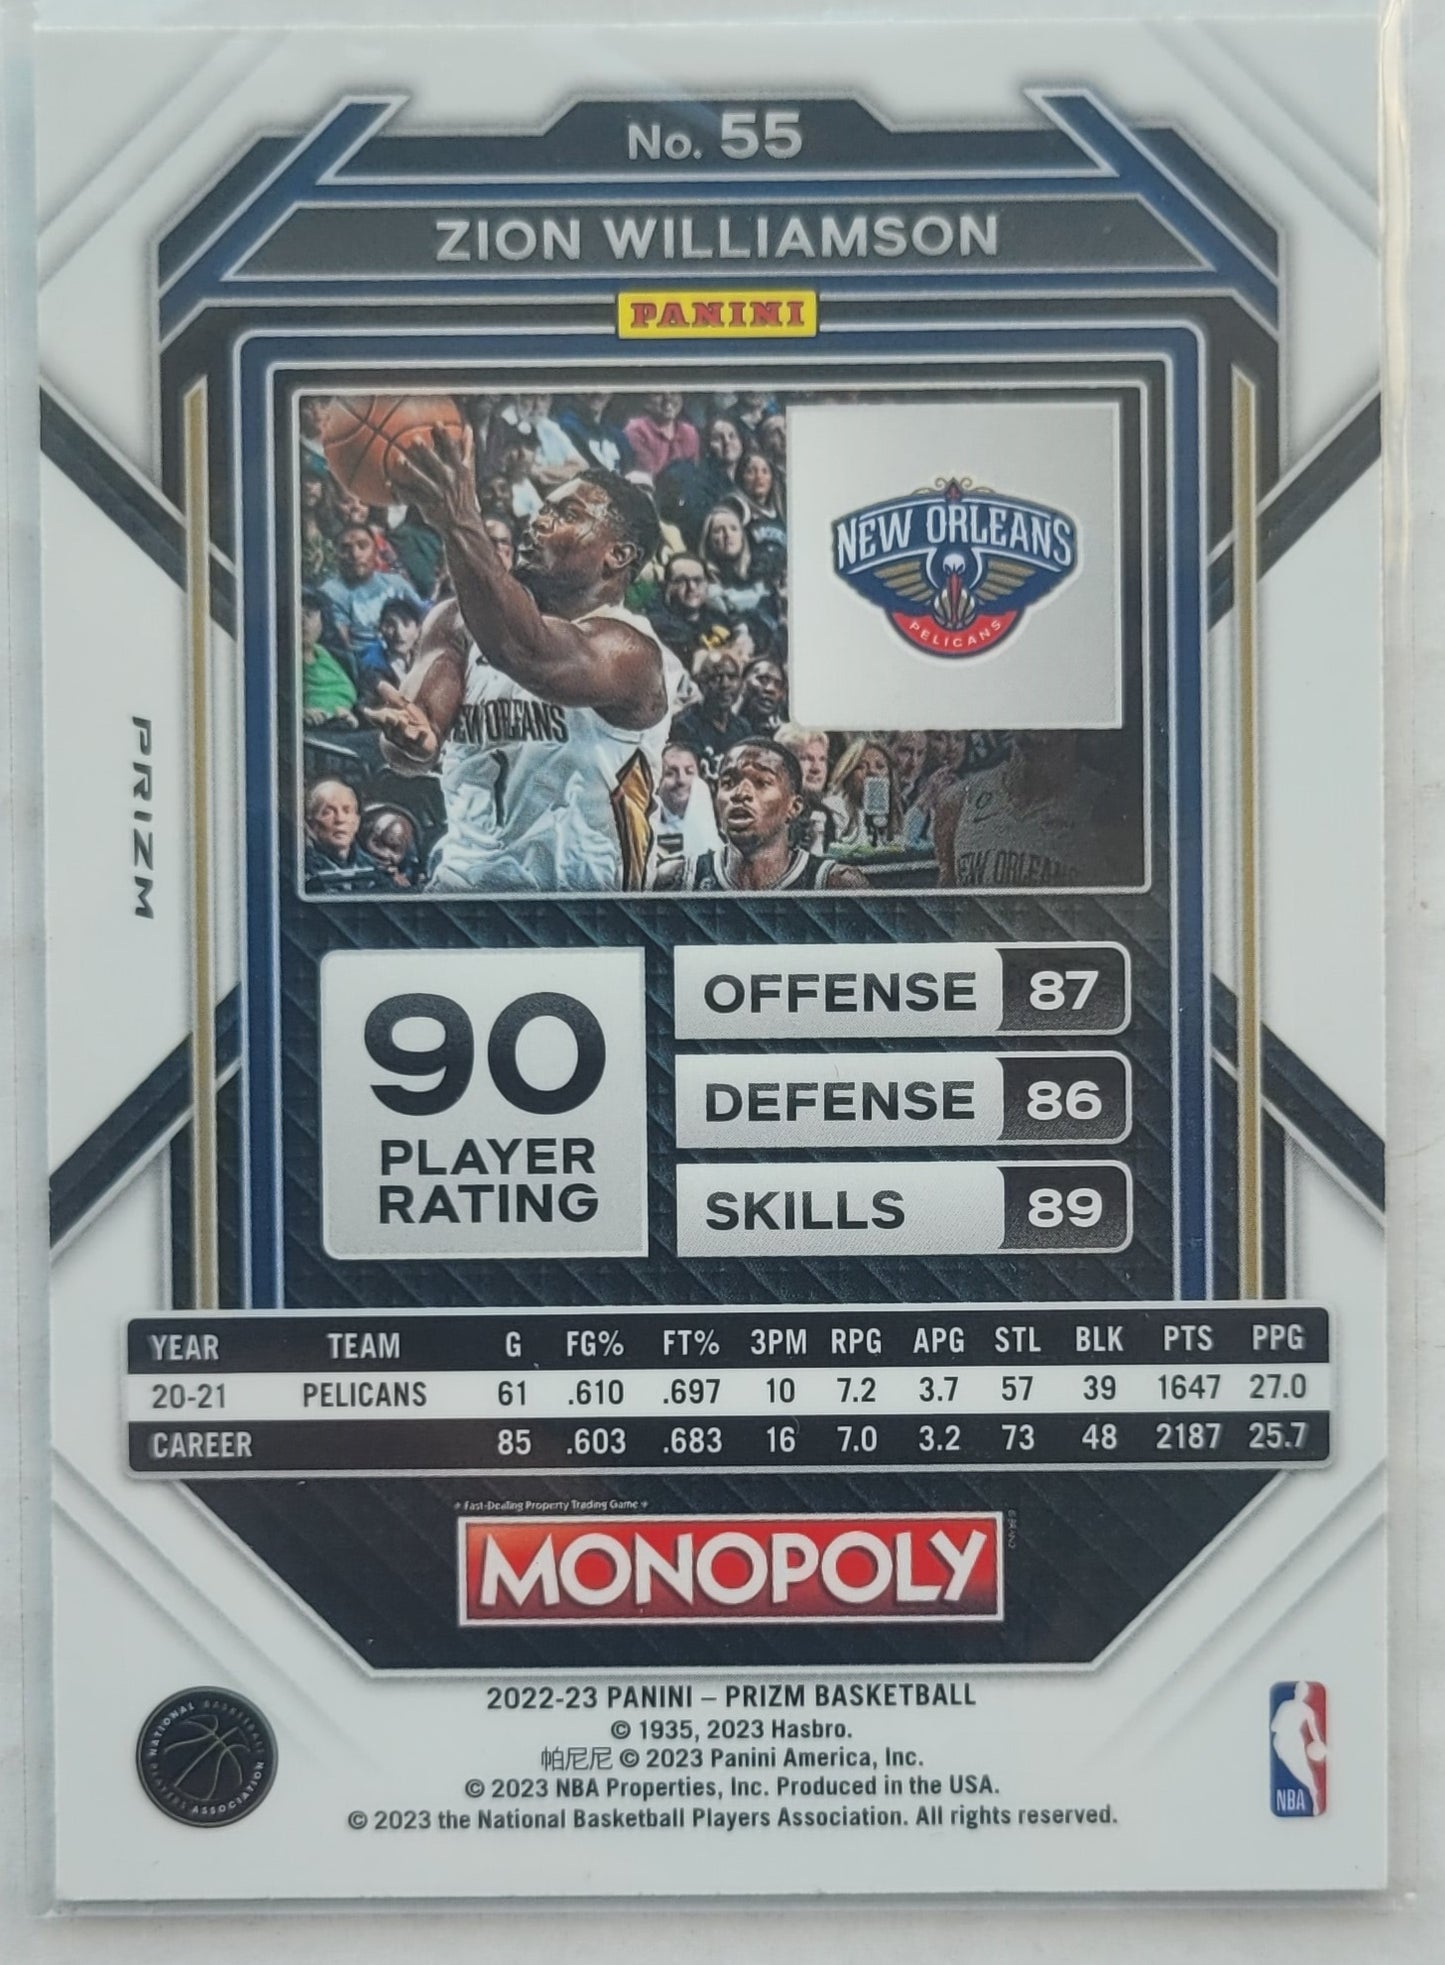 No. 55
ZION WILLIAMSON
PANINI
NEW ORLEANS
PELICANS
NEW ORLEANS
1
PRIZM
90
PLAYER
RATING
OFFENSE 87
DEFENSE 86
SKILLS 89
YEAR TEAM G FG% FT% 3PM RPG APG STL BLK PTS PPG
20-21 PELICANS 61 .610 .697 10 7.2 3.7 57 39 1647 27.0
CAREER 85 .603 .683 16 7.0 3.2 73 48 2187 25.7
Fast-Dealing Property Trading Game
MONOPOLY
2022-23 PANINI – PRIZM BASKETBALL
© 1935, 2023 Hasbro.
帕尼尼 © 2023 Panini America, Inc.
© 2023 NBA Properties, Inc. Produced in the USA.
© 2023 the National Basketball Players Association. All rights reserved.
NATIONAL BASKETBALL
PLAYERS ASSOCIATION
NBA